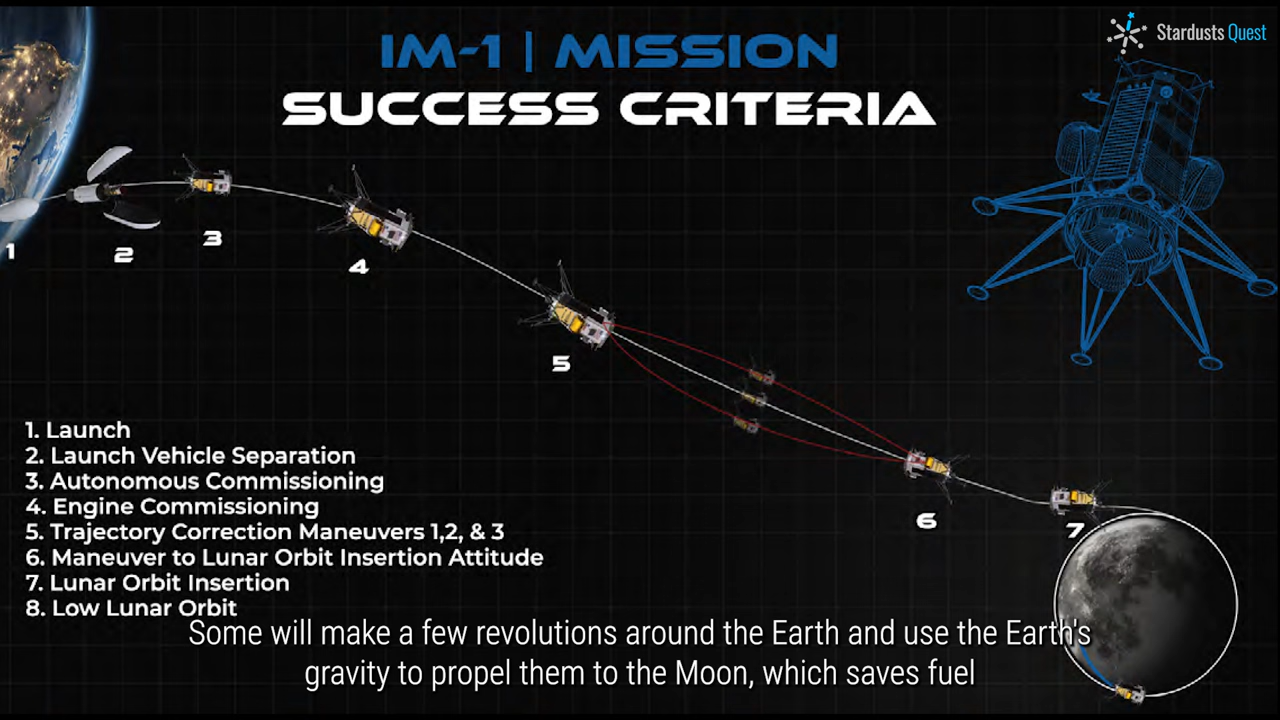 Stardusts Quest
IM-1 | MISSION
SUCCESS CRITERIA
1
2
3
4
5
6
7
1. Launch
2. Launch Vehicle Separation
3. Autonomous Commissioning
4. Engine Commissioning
5. Trajectory Correction Maneuvers 1,2, & 3
6. Maneuver to Lunar Orbit Insertion Attitude
7. Lunar Orbit Insertion
8. Low Lunar Orbit
Some will make a few revolutions around the Earth and use the Earth's
gravity to propel them to the Moon, which saves fuel